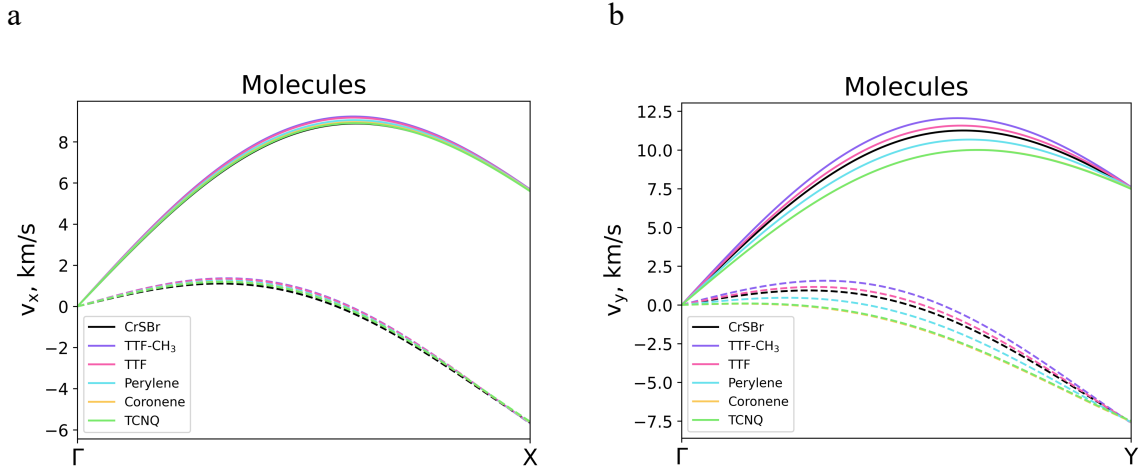 a
Molecules
v_x, km/s
8
6
4
2
0
−2
−4
−6
CrSBr
TTF-CH₃
TTF
Perylene
Coronene
TCNQ
Γ
X
b
Molecules
v_y, km/s
12.5
10.0
7.5
5.0
2.5
0.0
−2.5
−5.0
−7.5
CrSBr
TTF-CH₃
TTF
Perylene
Coronene
TCNQ
Γ
Y